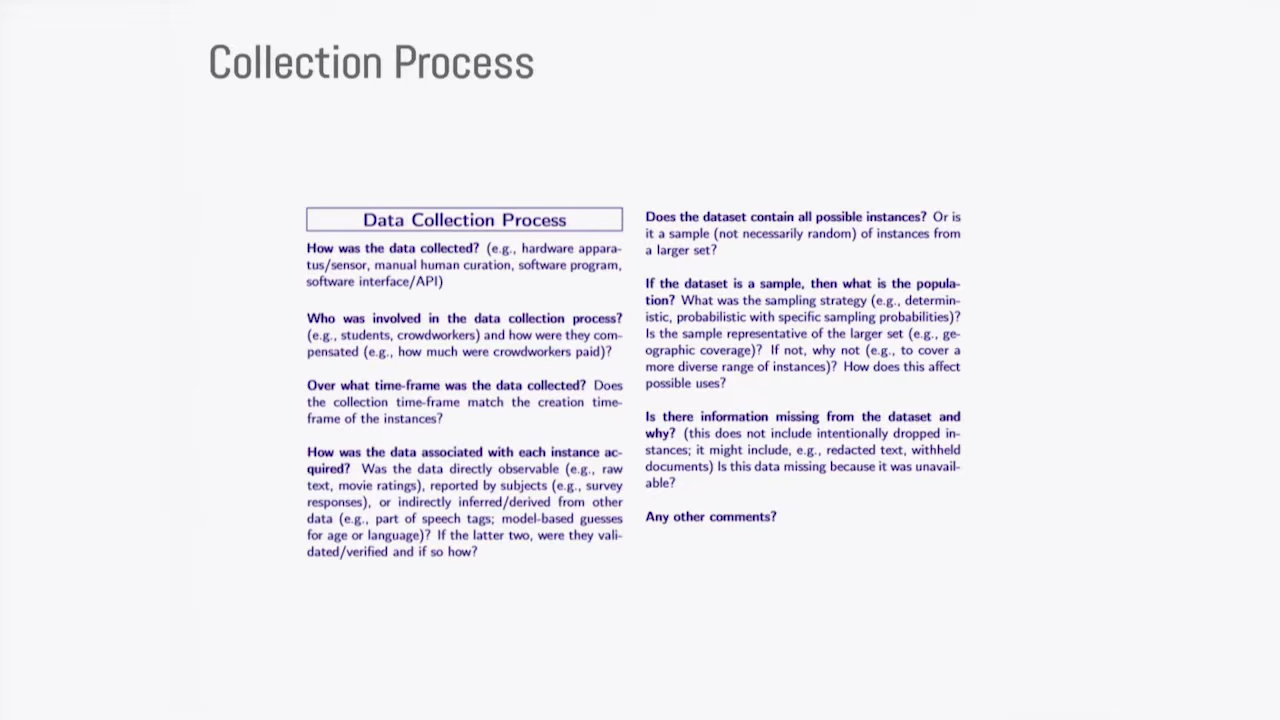 Collection Process
Data Collection Process
How was the data collected? (e.g., hardware appara-
tus/sensor, manual human curation, software program,
software interface/API)
Who was involved in the data collection process?
(e.g., students, crowdworkers) and how were they com-
pensated (e.g., how much were crowdworkers paid)?
Over what time-frame was the data collected? Does
the collection time-frame match the creation time-
frame of the instances?
How was the data associated with each instance ac-
quired? Was the data directly observable (e.g., raw
text, movie ratings), reported by subjects (e.g., survey
responses), or indirectly inferred/derived from other
data (e.g., part of speech tags; model-based guesses
for age or language)? If the latter two, were they vali-
dated/verified and if so how?
Does the dataset contain all possible instances? Or is
it a sample (not necessarily random) of instances from
a larger set?
If the dataset is a sample, then what is the popula-
tion? What was the sampling strategy (e.g., determin-
istic, probabilistic with specific sampling probabilities)?
Is the sample representative of the larger set (e.g., ge-
ographic coverage)? If not, why not (e.g., to cover a
more diverse range of instances)? How does this affect
possible uses?
Is there information missing from the dataset and
why? (this does not include intentionally dropped in-
stances; it might include, e.g., redacted text, withheld
documents) Is this data missing because it was unavail-
able?
Any other comments?